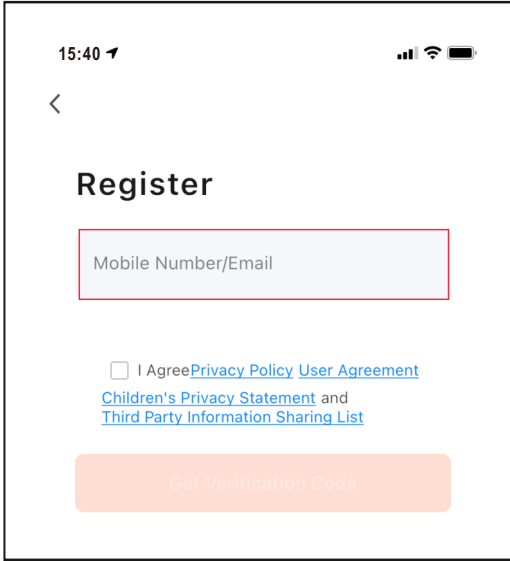 15:40
Register
Mobile Number/Email
I AgreePrivacy Policy User Agreement
Children's Privacy Statement and
Third Party Information Sharing List
Get Verification Code